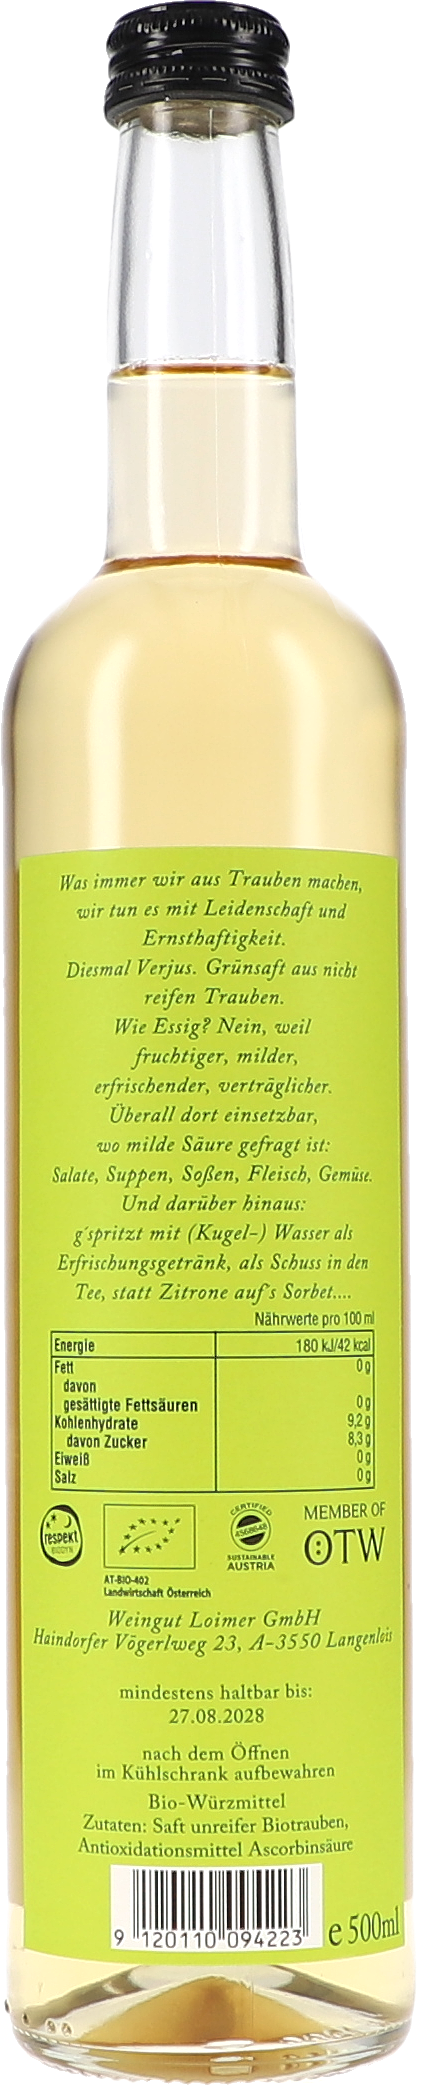 Was immer wir aus Trauben machen,
wir tun es mit Leidenschaft und
Ernsthaftigkeit.
Diesmal Verjus. Grünsaft aus nicht
reifen Trauben.
Wie Essig? Nein, weil
fruchtiger, milder,
erfrischender, verträglicher.
Überall dort einsetzbar,
wo milde Säure gefragt ist:
Salate, Suppen, Soßen, Fleisch, Gemüse.
Und darüber hinaus:
g´spritzt mit (Kugel-) Wasser als
Erfrischungsgetränk, als Schuss in den
Tee, statt Zitrone auf's Sorbet....
Nährwerte pro 100 ml
Energie 180 kJ/42 kcal
Fett 0 g
davon
gesättigte Fettsäuren 0 g
Kohlenhydrate 9,2 g
davon Zucker 8,3 g
Eiweiß 0 g
Salz 0 g
respekt
BIODYN
AT-BIO-402
Landwirtschaft Österreich
CERTIFIED
SUSTAINABLE
AUSTRIA
MEMBER OF
ÖTW
Weingut Loimer GmbH
Haindorfer Vögerlweg 23, A-3550 Langenlois
mindestens haltbar bis:
27.08.2028
nach dem Öffnen
im Kühlschrank aufbewahren
Bio-Würzmittel
Zutaten: Saft unreifer Biotrauben,
Antioxidationsmittel Ascorbinsäure
9 120110 094223
e 500ml